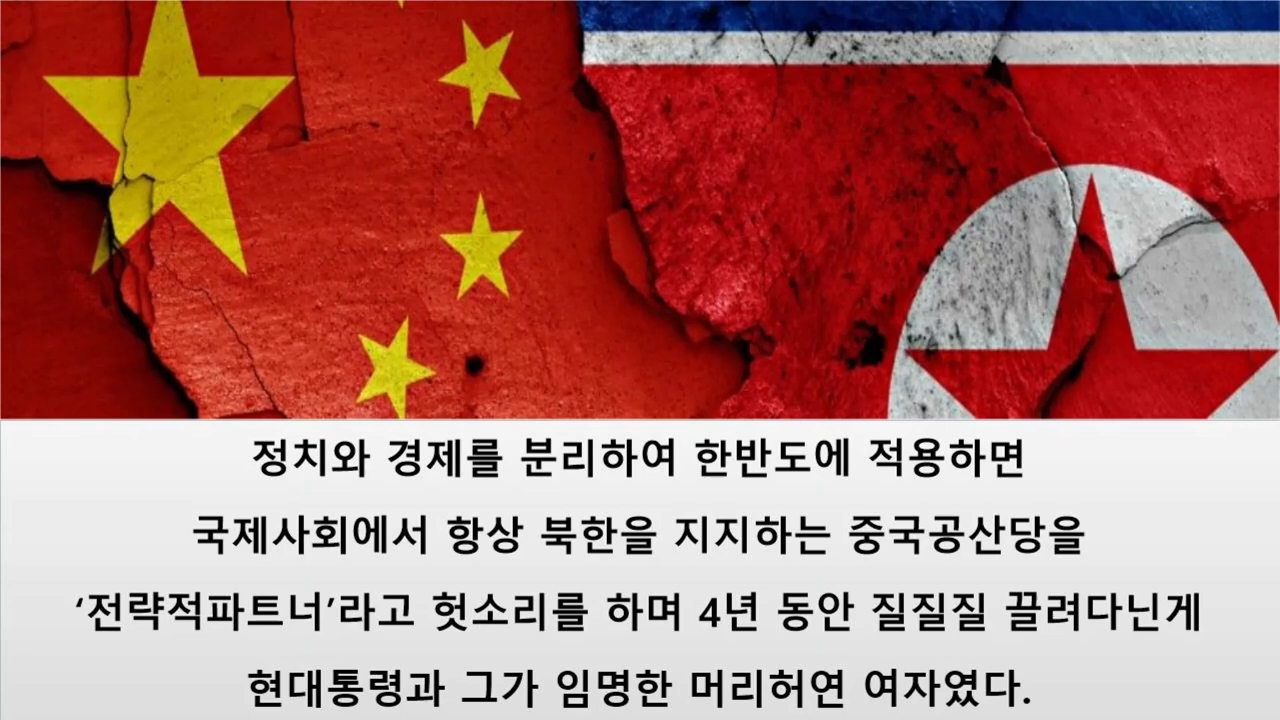 정치와 경제를 분리하여 한반도에 적용하면
국제사회에서 항상 북한을 지지하는 중국공산당을
‘전략적파트너’라고 헛소리를 하며 4년 동안 질질질 끌려다닌게
현대통령과 그가 임명한 머리허연 여자였다.